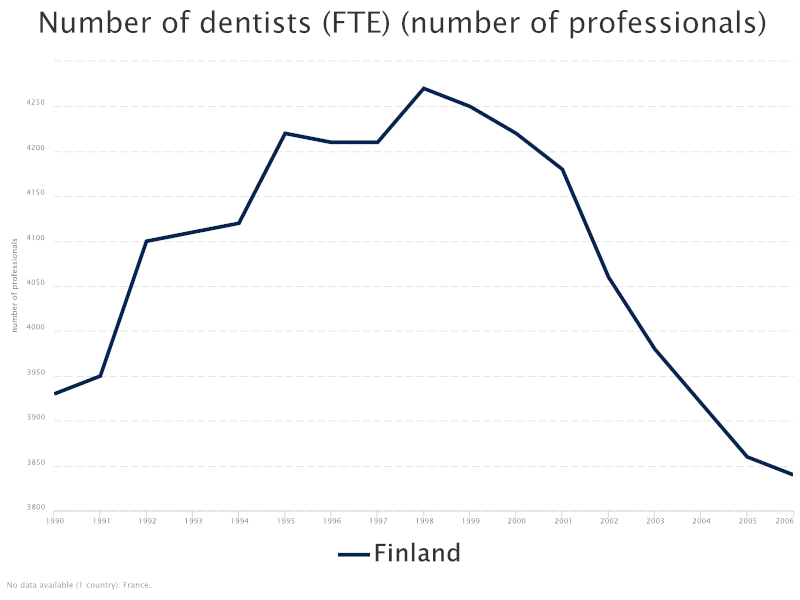 Number of dentists (FTE) (number of professionals)
number of professionals
4250
4200
4150
4100
4050
4000
3950
3900
3850
3800
1990 1991 1992 1993 1994 1995 1996 1997 1998 1999 2000 2001 2002 2003 2004 2005 2006
Finland
No data available (1 country): France.